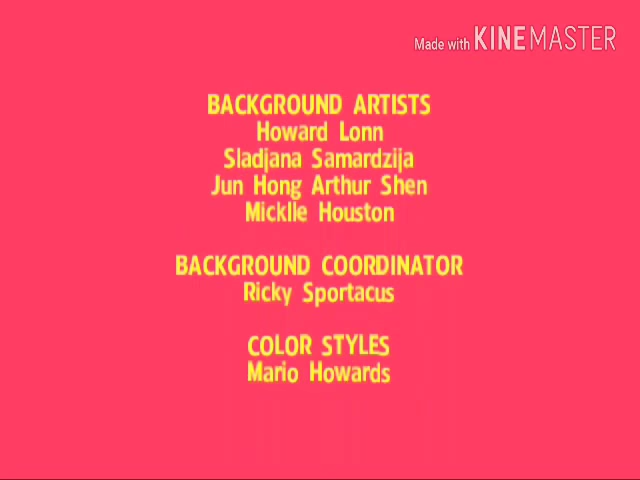 Made with KINEMASTER
BACKGROUND ARTISTS
Howard Lonn
Sladjana Samardzija
Jun Hong Arthur Shen
Micklle Houston
BACKGROUND COORDINATOR
Ricky Sportacus
COLOR STYLES
Mario Howards